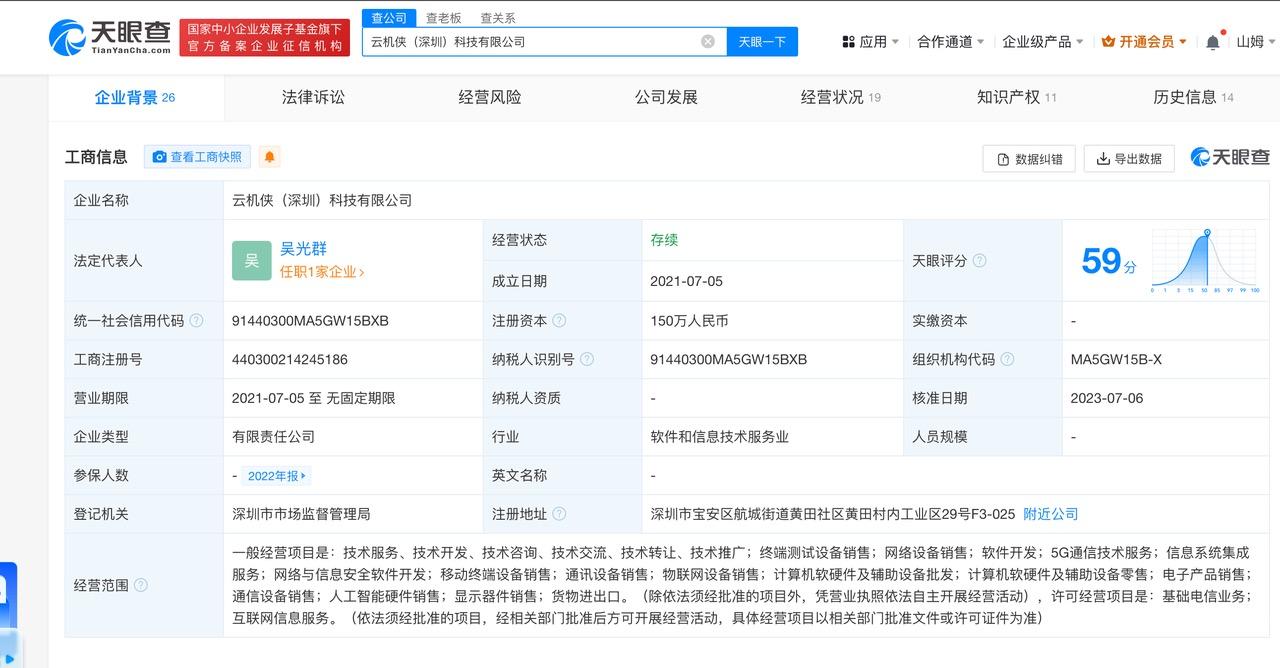 查公司 查老板 查关系
天眼查
TianYanCha.com
国家中小企业发展子基金旗下
官方备案企业征信机构
云机侠（深圳）科技有限公司
天眼一下
应用 合作通道 企业级产品 开通会员 山姆
企业背景 26 法律诉讼 经营风险 公司发展 经营状况 19 知识产权 11 历史信息 14
工商信息 查看工商快照 数据纠错 导出数据 天眼查
企业名称 云机侠（深圳）科技有限公司
法定代表人 吴 吴光群
任职1家企业
经营状态 存续
成立日期 2021-07-05
天眼评分 59分
0 1 3 15 50 85 97 99 100
统一社会信用代码 91440300MA5GW15BXB 注册资本 150万人民币 实缴资本 -
工商注册号 440300214245186 纳税人识别号 91440300MA5GW15BXB 组织机构代码 MA5GW15B-X
营业期限 2021-07-05 至 无固定期限 纳税人资质 - 核准日期 2023-07-06
企业类型 有限责任公司 行业 软件和信息技术服务业 人员规模 -
参保人数 - 2022年报 英文名称 -
登记机关 深圳市市场监督管理局 注册地址 深圳市宝安区航城街道黄田社区黄田村内工业区29号F3-025 附近公司
经营范围
一般经营项目是：技术服务、技术开发、技术咨询、技术交流、技术转让、技术推广；终端测试设备销售；网络设备销售；软件开发；5G通信技术服务；信息系统集成
服务；网络与信息安全软件开发；移动终端设备销售；通讯设备销售；物联网设备销售；计算机软硬件及辅助设备批发；计算机软硬件及辅助设备零售；电子产品销售；
通信设备销售；人工智能硬件销售；显示器件销售；货物进出口。（除依法须经批准的项目外，凭营业执照依法自主开展经营活动），许可经营项目是：基础电信业务；
互联网信息服务。（依法须经批准的项目，经相关部门批准后方可开展经营活动，具体经营项目以相关部门批准文件或许可证件为准）